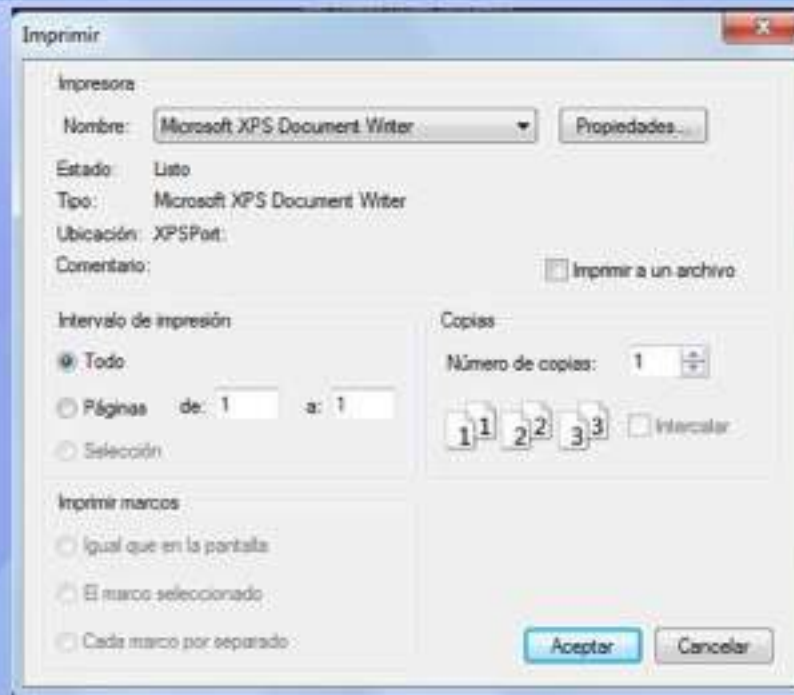 Imprimir
Impresora
Nombre: Microsoft XPS Document Writer Propiedades...
Estado: Listo
Tipo: Microsoft XPS Document Writer
Ubicación: XPSPort:
Comentario: Imprimir a un archivo
Intervalo de impresión
Todo
Páginas de: 1 a: 1
Selección
Copias
Número de copias: 1
1 1 2 2 3 3 Intercalar
Imprimir marcos
Igual que en la pantalla
El marco seleccionado
Cada marco por separado
Aceptar Cancelar